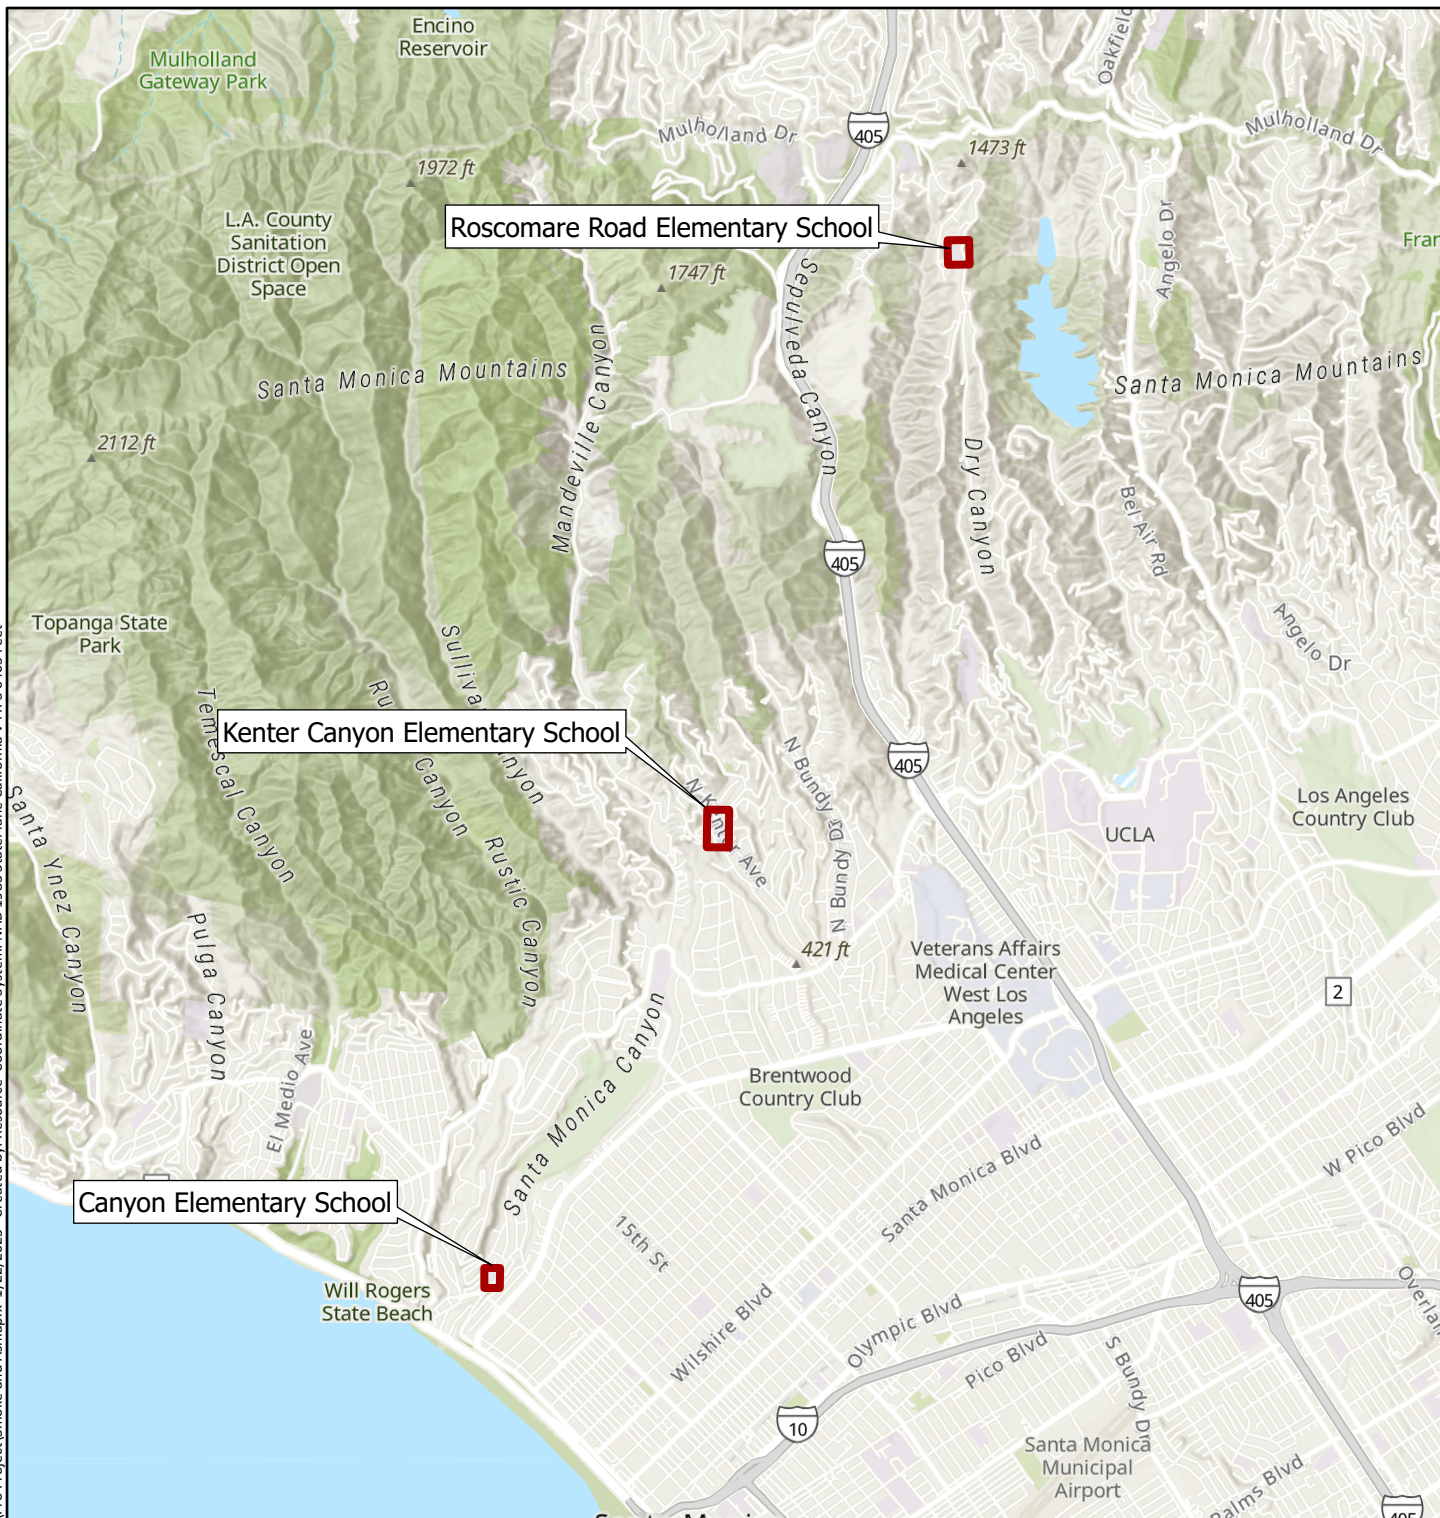 Encino
Reservoir
Mulholland
Gateway Park
Oakfield
405
Mulholland Dr
Mulholland Dr
1473 ft
1972 ft
L.A. County
Sanitation
District Open
Space
Roscomare Road Elementary School
Angelo Dr
1747 ft
Sepulveda Canyon
Mandeville Canyon
Santa Monica Mountains
Santa Monica Mountains
2112 ft
Dry Canyon
Bel Air Rd
405
Topanga State
Park
Angelo Dr
Kenter Canyon Elementary School
Temescal Canyon
Canyon
Rustic Canyon
405
N Bundy Dr
N Bundy Dr
Ave
Los Angeles
Country Club
UCLA
Santa Ynez Canyon
Pulga Canyon
421 ft
Veterans Affairs
Medical Center
West Los
Angeles
2
Santa Monica Canyon
El Medio Ave
Brentwood
Country Club
W Pico Blvd
Santa Monica Blvd
Canyon Elementary School
15th St
Will Rogers
State Beach
Wilshire Blvd
Olympic Blvd
Pico Blvd
405
S Bundy Dr
10
Santa Monica
Municipal
Airport
Palms Blvd
405